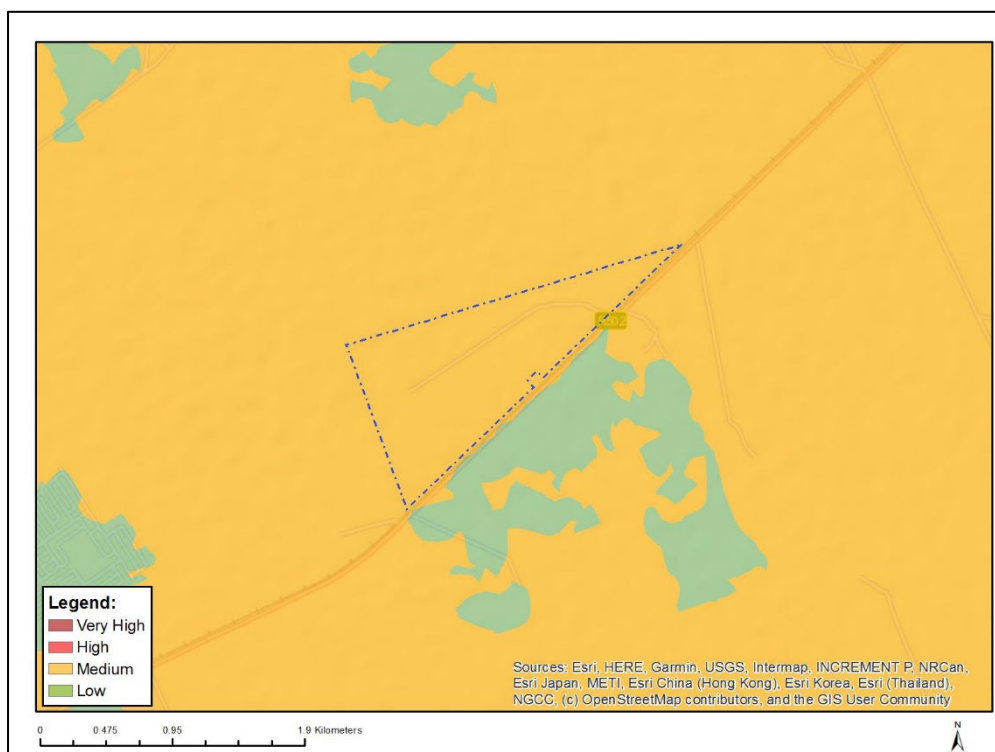 Legend:
Very High
High
Medium
Low
Sources: Esri, HERE, Garmin, USGS, Intermap, INCREMENT P, NRCan,
Esri Japan, METI, Esri China (Hong Kong), Esri Korea, Esri (Thailand),
NGCC, (c) OpenStreetMap contributors, and the GIS User Community
0 0.475 0.95 1.9 Kilometers
N